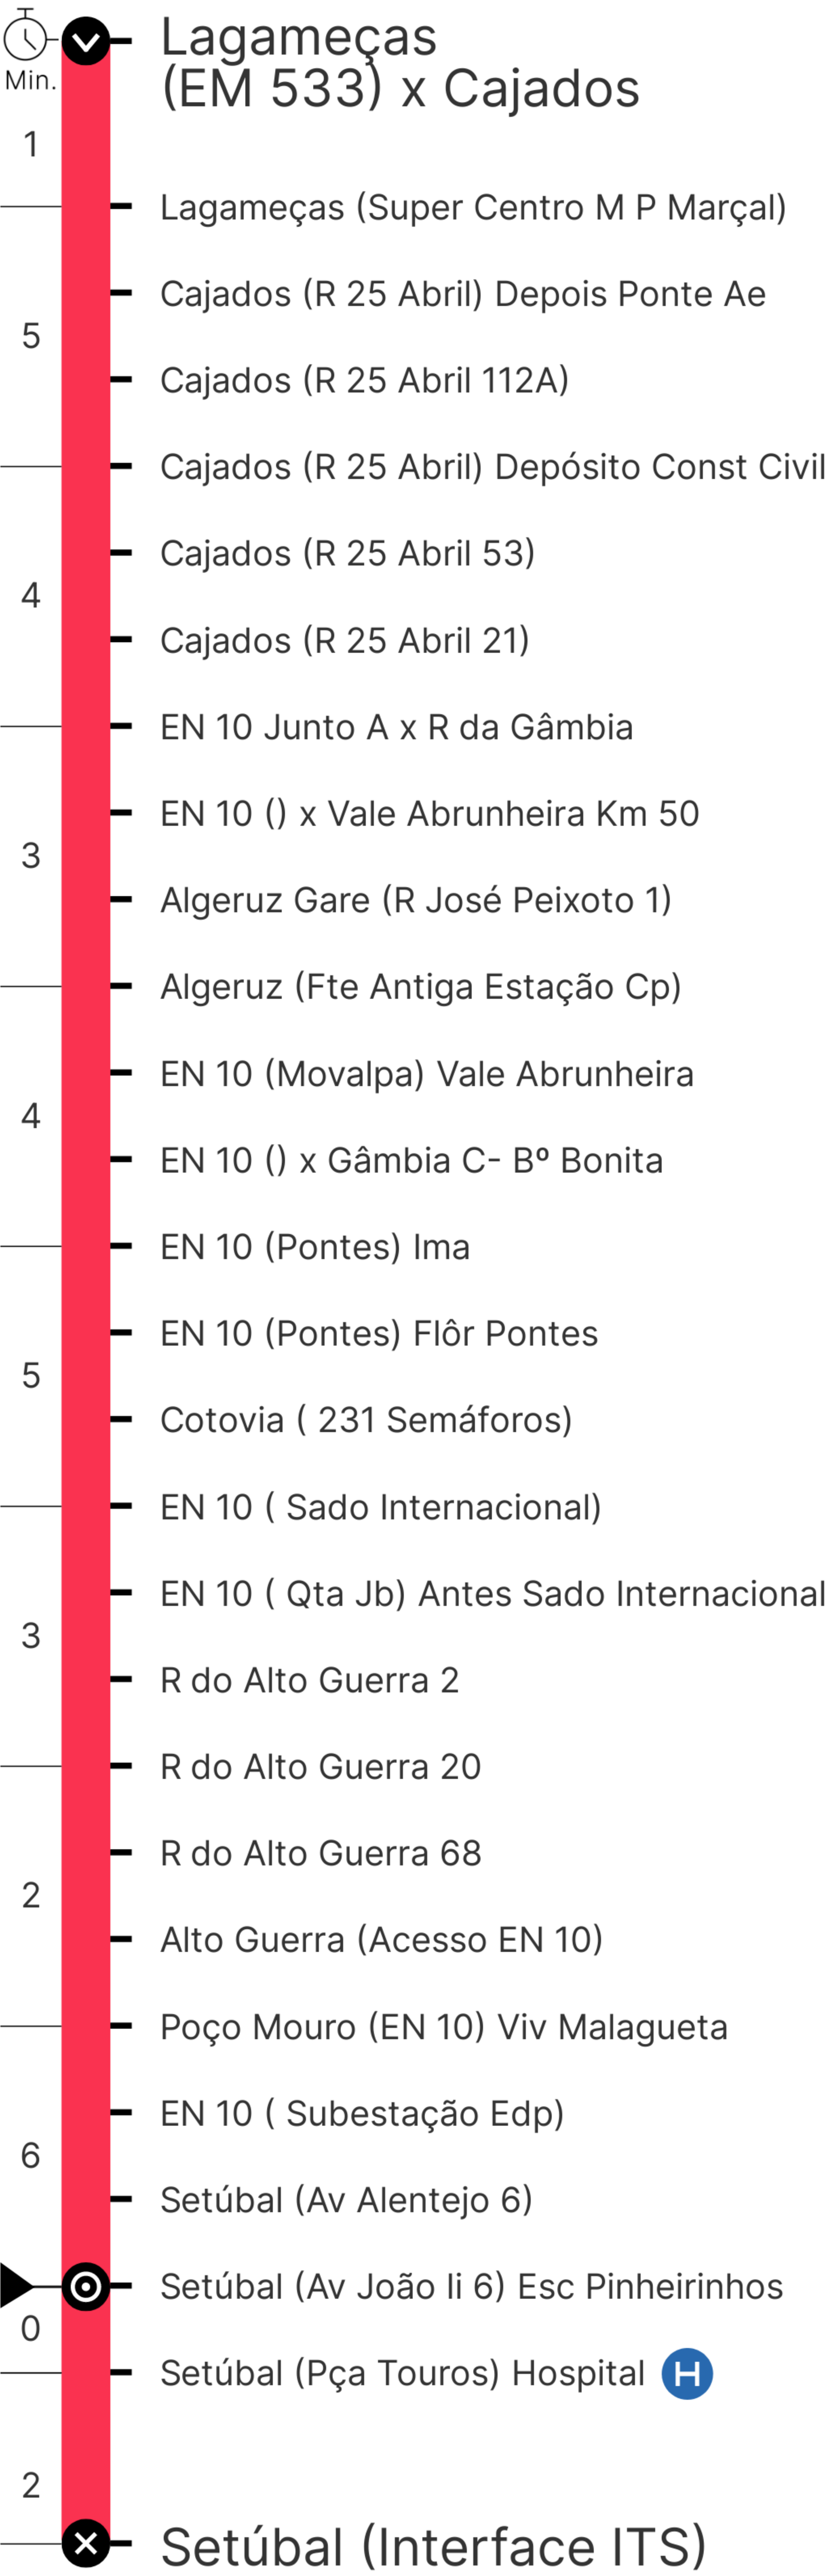 Lagameças
(EM 533) x Cajados
Min.
1
Lagameças (Super Centro M P Marçal)
Cajados (R 25 Abril) Depois Ponte Ae
5
Cajados (R 25 Abril 112A)
Cajados (R 25 Abril) Depósito Const Civil
Cajados (R 25 Abril 53)
4
Cajados (R 25 Abril 21)
EN 10 Junto A x R da Gâmbia
EN 10 () x Vale Abrunheira Km 50
3
Algeruz Gare (R José Peixoto 1)
Algeruz (Fte Antiga Estação Cp)
EN 10 (Movalpa) Vale Abrunheira
4
EN 10 () x Gâmbia C- Bº Bonita
EN 10 (Pontes) Ima
EN 10 (Pontes) Flôr Pontes
5
Cotovia ( 231 Semáforos)
EN 10 ( Sado Internacional)
EN 10 ( Qta Jb) Antes Sado Internacional
3
R do Alto Guerra 2
R do Alto Guerra 20
R do Alto Guerra 68
2
Alto Guerra (Acesso EN 10)
Poço Mouro (EN 10) Viv Malagueta
EN 10 ( Subestação Edp)
6
Setúbal (Av Alentejo 6)
Setúbal (Av João Ii 6) Esc Pinheirinhos
0
Setúbal (Pça Touros) Hospital H
2
Setúbal (Interface ITS)